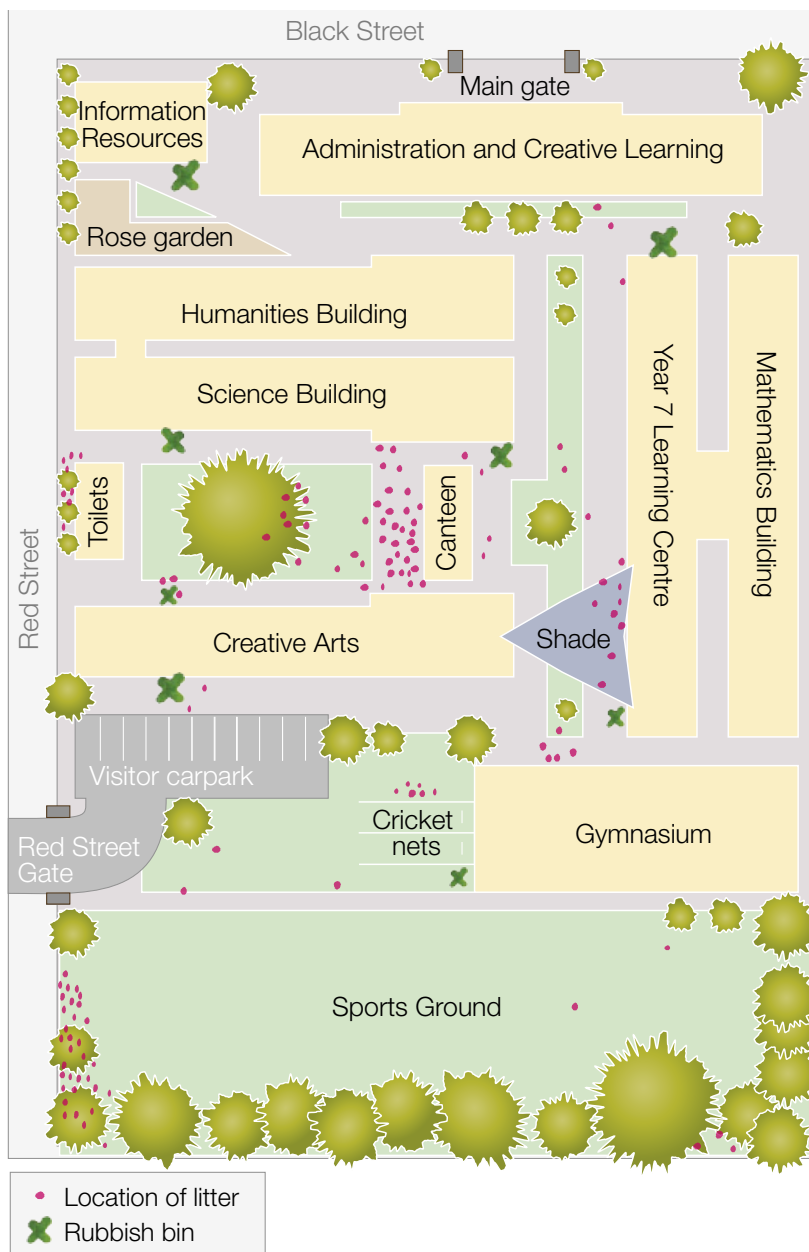 Black Street
Main gate
Information
Resources
Administration and Creative Learning
Rose garden
Humanities Building
Science Building
Year 7 Learning Centre
Mathematics Building
Toilets
Canteen
Red Street
Creative Arts
Shade
Visitor carpark
Cricket
nets
Gymnasium
Red Street
Gate
Sports Ground
Location of litter
Rubbish bin